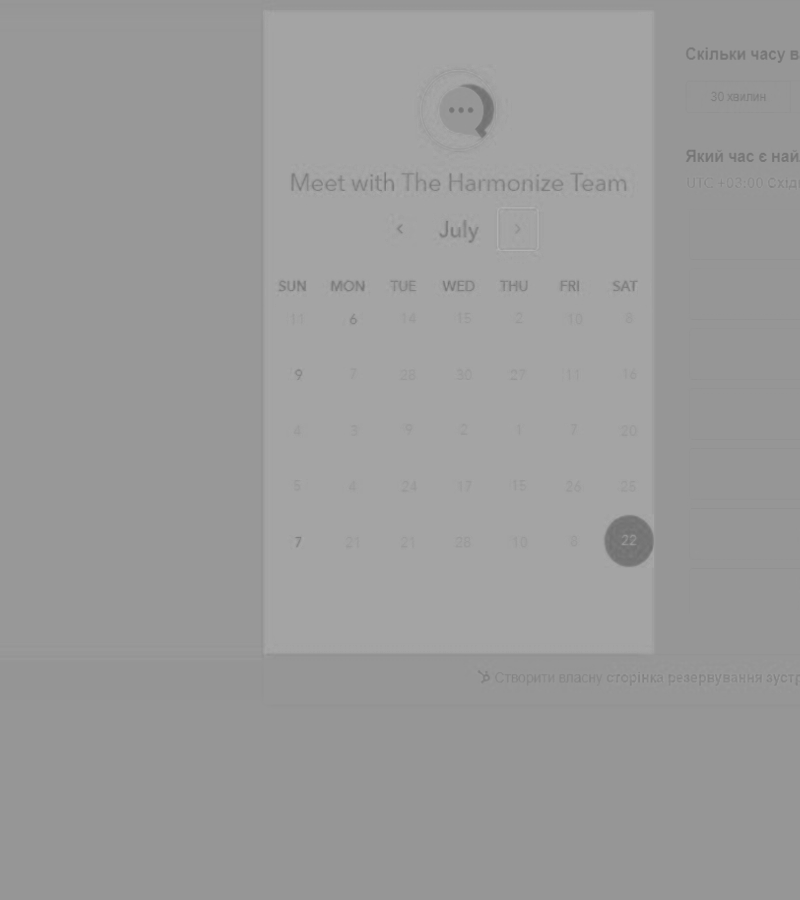 Meet with The Harmonize Team
July
SUN MON TUE WED THU FRI SAT
11 6 14 15 2 10 8
9 7 28 30 27 11 16
4 3 9 2 1 7 20
5 4 24 17 15 26 28
7 21 21 28 10 8 22
Скільки часу в
30 хвилин
Який час є най
UTC +03:00 Східн
Створити власну сторінка резервування зустр